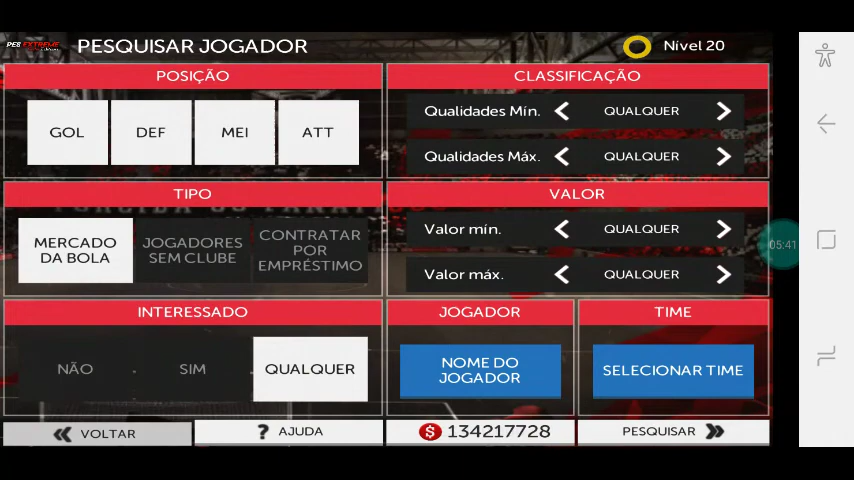 PES EXTREME
PESQUISAR JOGADOR
Nível 20
POSIÇÃO
GOL DEF MEI ATT
CLASSIFICAÇÃO
Qualidades Mín. QUALQUER
Qualidades Máx. QUALQUER
TIPO
MERCADO
DA BOLA
JOGADORES
SEM CLUBE
CONTRATAR
POR
EMPRÉSTIMO
VALOR
Valor mín. QUALQUER
Valor máx. QUALQUER
05:41
INTERESSADO
NÃO SIM QUALQUER
JOGADOR
NOME DO
JOGADOR
TIME
SELECIONAR TIME
VOLTAR
? AJUDA
$ 134217728
PESQUISAR